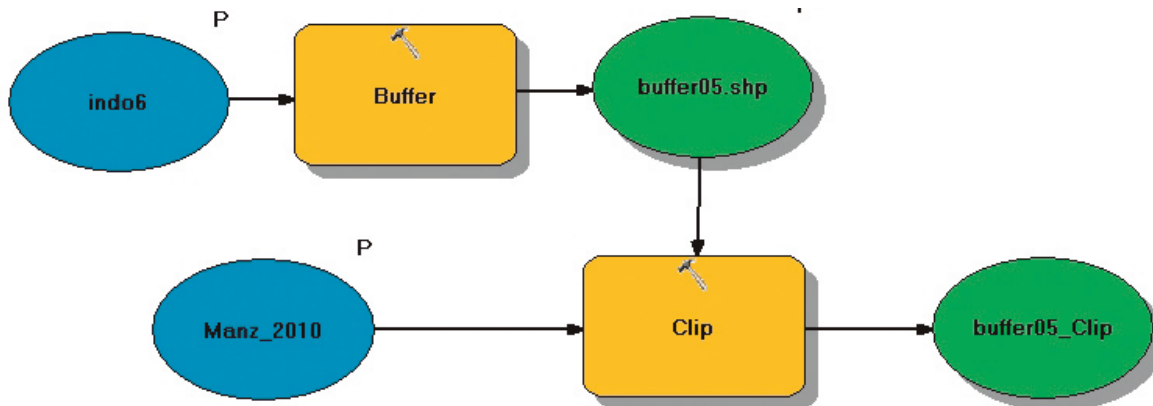 P
indo6
Buffer
buffer05.shp
P
Manz_2010
Clip
buffer05_Clip